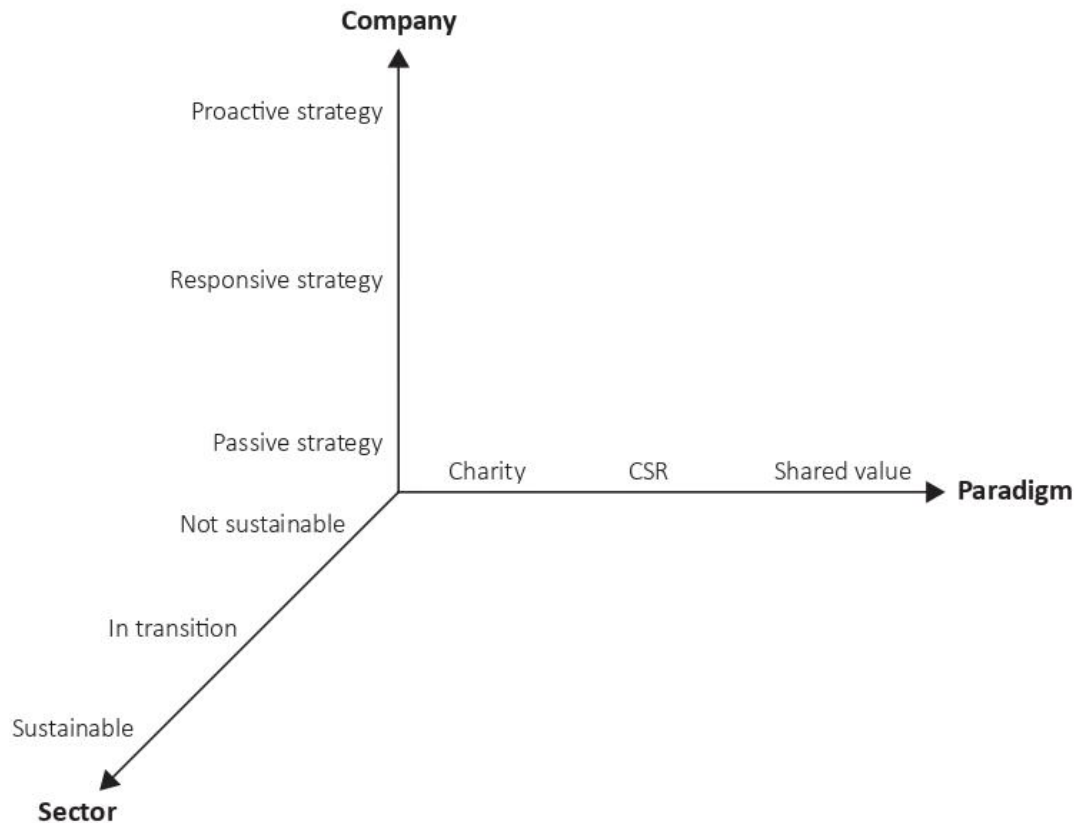 Company
Proactive strategy
Responsive strategy
Passive strategy
Charity CSR Shared value
Paradigm
Not sustainable
In transition
Sustainable
Sector